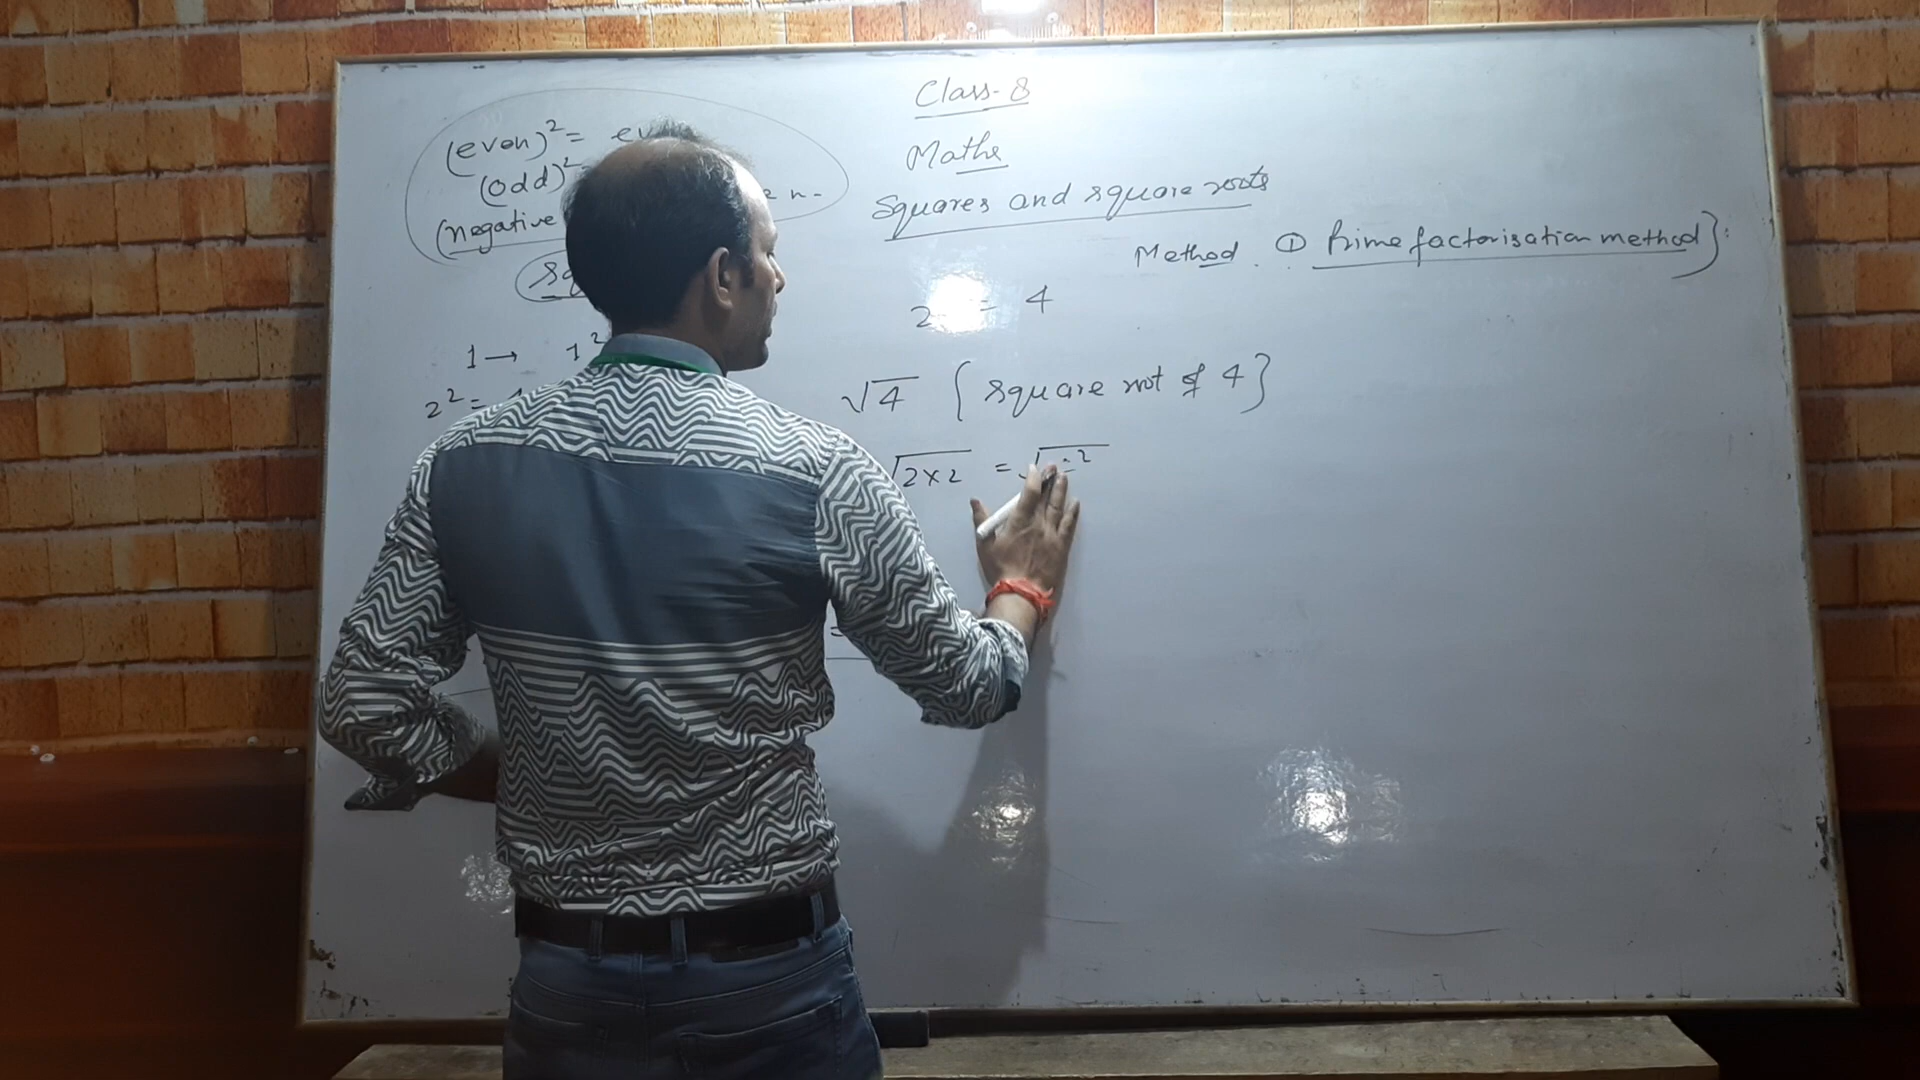 Class-8
Maths
Squares and square roots
Method ① Prime factorisation method}:
(even)² =
(odd)²
(negative
1 → 1²
2² =
2 = 4
√4 {square root of 4}
√2×2 = √ ²